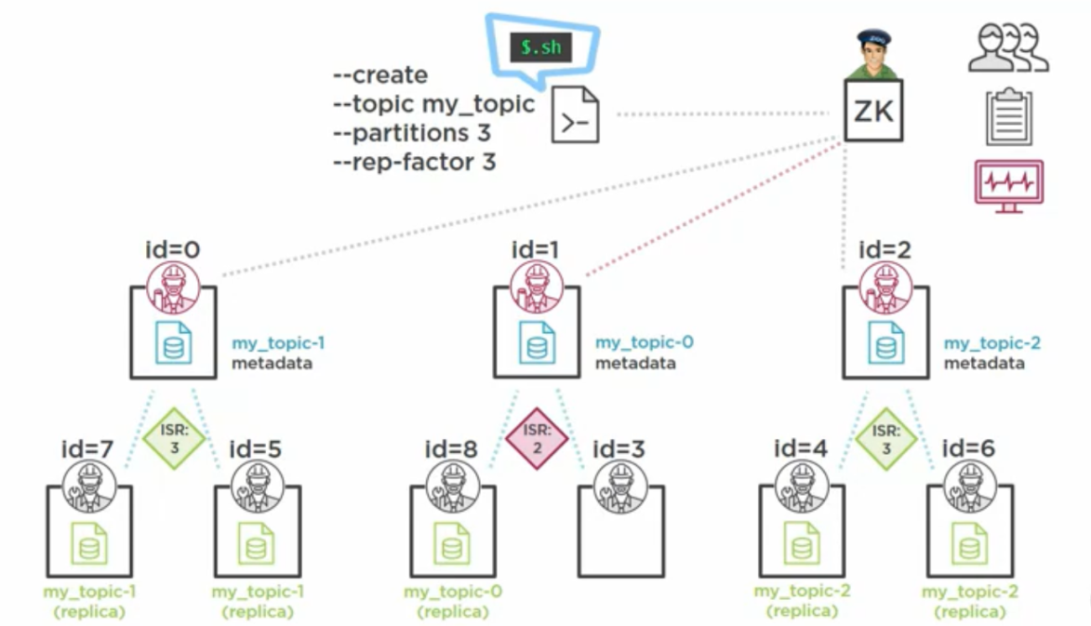 $.sh
--create
--topic my_topic
--partitions 3
--rep-factor 3
>-
ZK
id=0
id=1
id=2
my_topic-1
metadata
my_topic-0
metadata
my_topic-2
metadata
ISR:
3
ISR:
2
ISR:
3
id=7
id=5
id=8
id=3
id=4
id=6
my_topic-1
(replica)
my_topic-1
(replica)
my_topic-0
(replica)
my_topic-2
(replica)
my_topic-2
(replica)